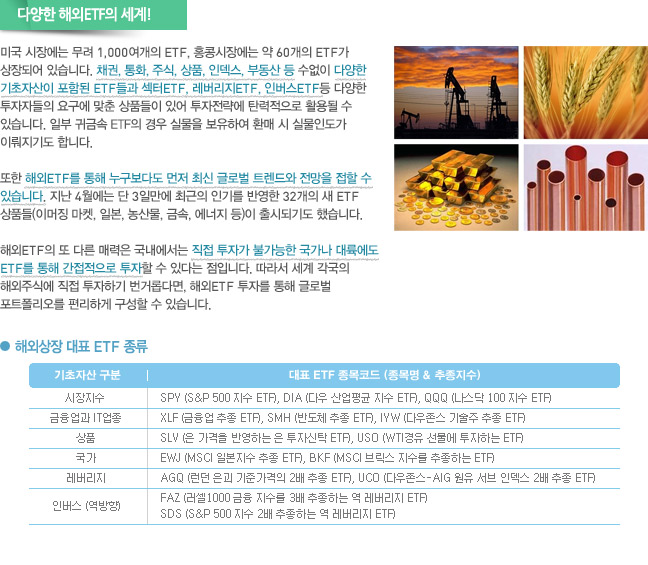 다양한 해외ETF의 세계!
미국 시장에는 무려 1,000여개의 ETF, 홍콩시장에는 약 60개의 ETF가
상장되어 있습니다. 채권, 통화, 주식, 상품, 인덱스, 부동산 등 수없이 다양한
기초자산이 포함된 ETF들과 섹터ETF, 레버리지ETF, 인버스ETF등 다양한
투자자들의 요구에 맞춘 상품들이 있어 투자전략에 탄력적으로 활용될 수
있습니다. 일부 귀금속 ETF의 경우 실물을 보유하여 환매 시 실물인도가
이뤄지기도 합니다.
또한 해외ETF를 통해 누구보다도 먼저 최신 글로벌 트렌드와 전망을 접할 수
있습니다. 지난 4월에는 단 3일만에 최근의 인기를 반영한 32개의 새 ETF
상품들(이머징 마켓, 일본, 농산물, 금속, 에너지 등)이 출시되기도 했습니다.
해외ETF의 또 다른 매력은 국내에서는 직접 투자가 불가능한 국가나 대륙에도
ETF를 통해 간접적으로 투자할 수 있다는 점입니다. 따라서 세계 각국의
해외주식에 직접 투자하기 번거롭다면, 해외ETF 투자를 통해 글로벌
포트폴리오를 편리하게 구성할 수 있습니다.
● 해외상장 대표 ETF 종류
기초자산 구분 | 대표 ETF 종목코드 (종목명 & 추종지수)
시장지수 SPY (S&P 500 지수 ETF), DIA (다우 산업평균 지수 ETF), QQQ (나스닥 100 지수 ETF)
금융업과 IT업종 XLF (금융업 추종 ETF), SMH (반도체 추종 ETF), IYW (다우존스 기술주 추종 ETF)
상품 SLV (은 가격을 반영하는 은 투자신탁 ETF), USO (WTI경유 선물에 투자하는 ETF)
국가 EWJ (MSCI 일본지수 추종 ETF), BKF (MSCI 브릭스 지수를 추종하는 ETF)
레버리지 AGQ (런던 은괴 기준가격의 2배 추종 ETF), UCO (다우존스-AIG 원유 서브 인덱스 2배 추종 ETF)
인버스 (역방향) FAZ (러셀1000 금융 지수를 3배 추종하는 역 레버리지 ETF)
SDS (S&P 500 지수 2배 추종하는 역 레버리지 ETF)